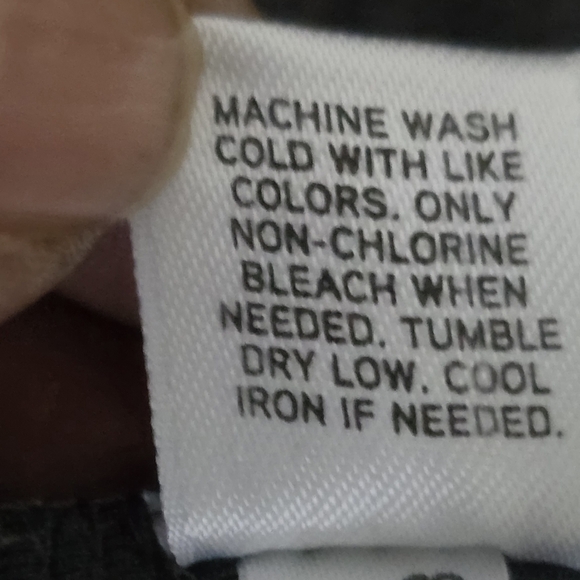 MACHINE WASH
COLD WITH LIKE
COLORS. ONLY
NON-CHLORINE
BLEACH WHEN
NEEDED. TUMBLE
DRY LOW. COOL
IRON IF NEEDED.